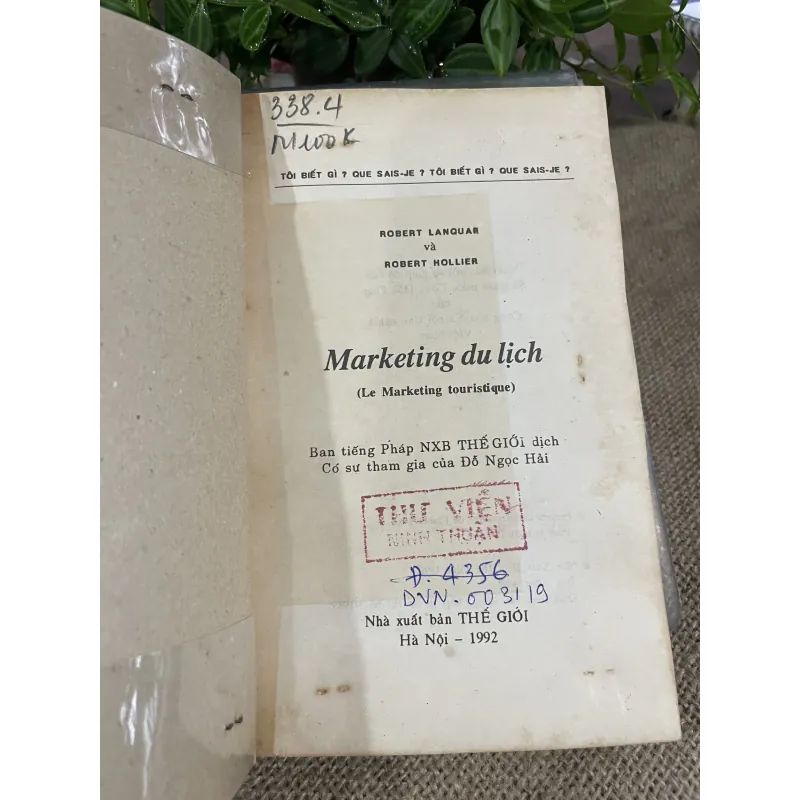 338.4
M100K
TÔI BIẾT GÌ ? QUE SAIS-JE ? TÔI BIẾT GÌ ? QUE SAIS-JE ?
ROBERT LANQUAR
và
ROBERT HOLLIER
Marketing du lịch
(Le Marketing touristique)
Ban tiếng Pháp NXB THẾ GIỚI dịch
Có sư tham gia của Đỗ Ngọc Hải
THƯ VIỆN
NINH THUẬN
Đ. 4356
DVN. 003119
Nhà xuất bản THẾ GIỚI
Hà Nội – 1992